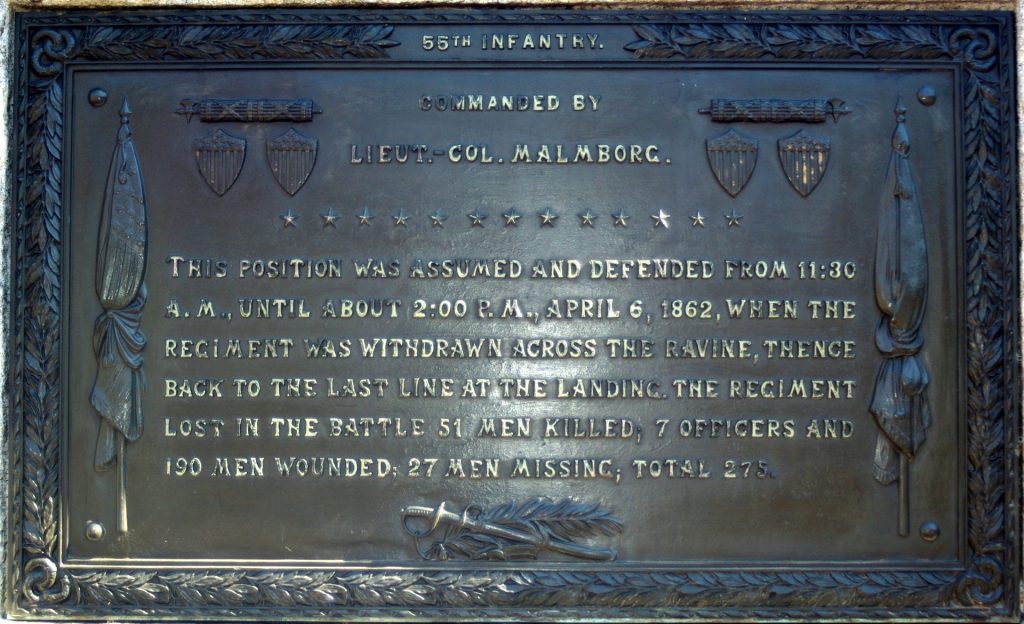 55TH INFANTRY.
COMMANDED BY
LIEUT.-COL. MALMBORG.
THIS POSITION WAS ASSUMED AND DEFENDED FROM 11:30
A.M., UNTIL ABOUT 2:00 P.M., APRIL 6, 1862, WHEN THE
REGIMENT WAS WITHDRAWN ACROSS THE RAVINE, THENCE
BACK TO THE LAST LINE AT THE LANDING. THE REGIMENT
LOST IN THE BATTLE 51 MEN KILLED; 7 OFFICERS AND
190 MEN WOUNDED; 27 MEN MISSING; TOTAL 275.